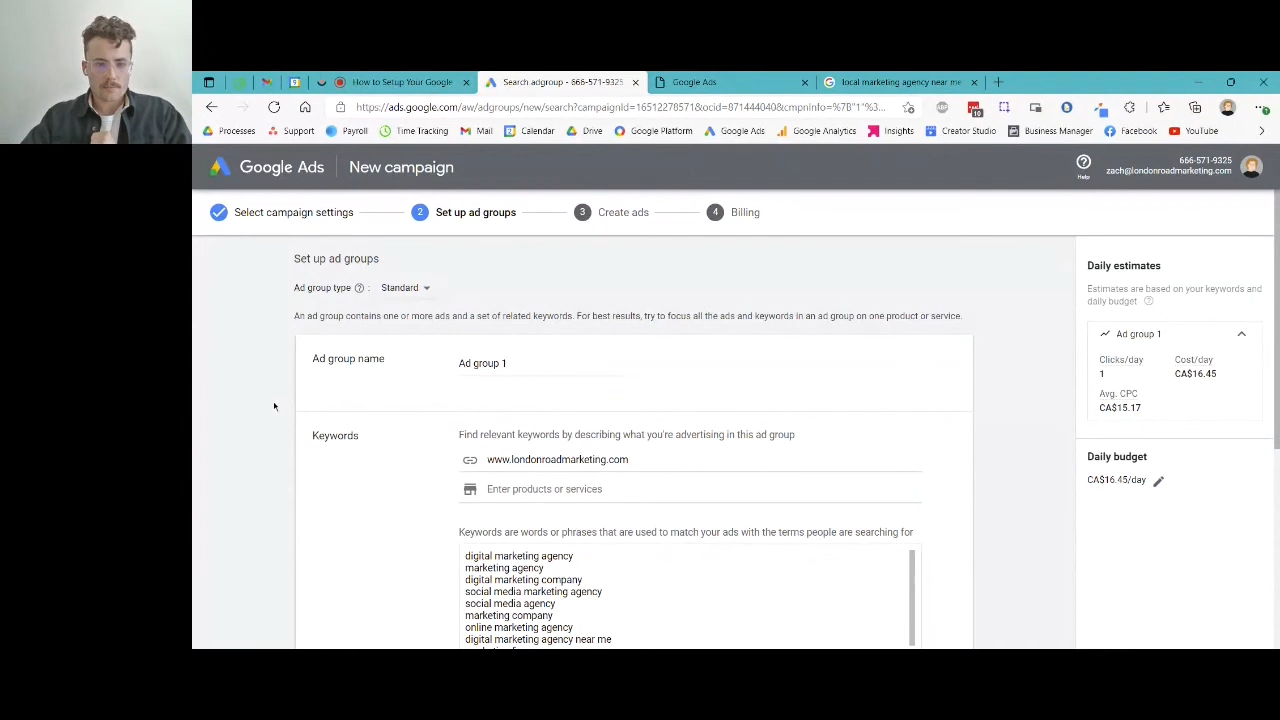 How to Setup Your Google
Search adgroup - 666-571-9325
Google Ads
local marketing agency near me
https://ads.google.com/aw/adgroups/new/search?campaignId=16512278571&ocid=871444040&cmpnInfo=%7B"1"%3...
Processes
Support
Payroll
Time Tracking
Mail
Calendar
Drive
Google Platform
Google Ads
Google Analytics
Insights
Creator Studio
Business Manager
Facebook
YouTube
Google Ads
New campaign
Help
666-571-9325
zach@londonroadmarketing.com
Select campaign settings
2 Set up ad groups
3 Create ads
4 Billing
Set up ad groups
Ad group type ? : Standard
An ad group contains one or more ads and a set of related keywords. For best results, try to focus all the ads and keywords in an ad group on one product or service.
Ad group name
Ad group 1
Keywords
Find relevant keywords by describing what you're advertising in this ad group
www.londonroadmarketing.com
Enter products or services
Keywords are words or phrases that are used to match your ads with the terms people are searching for
digital marketing agency
marketing agency
digital marketing company
social media marketing agency
social media agency
marketing company
online marketing agency
digital marketing agency near me
Daily estimates
Estimates are based on your keywords and
daily budget ?
Ad group 1
Clicks/day
Cost/day
1
CA$16.45
Avg. CPC
CA$15.17
Daily budget
CA$16.45/day